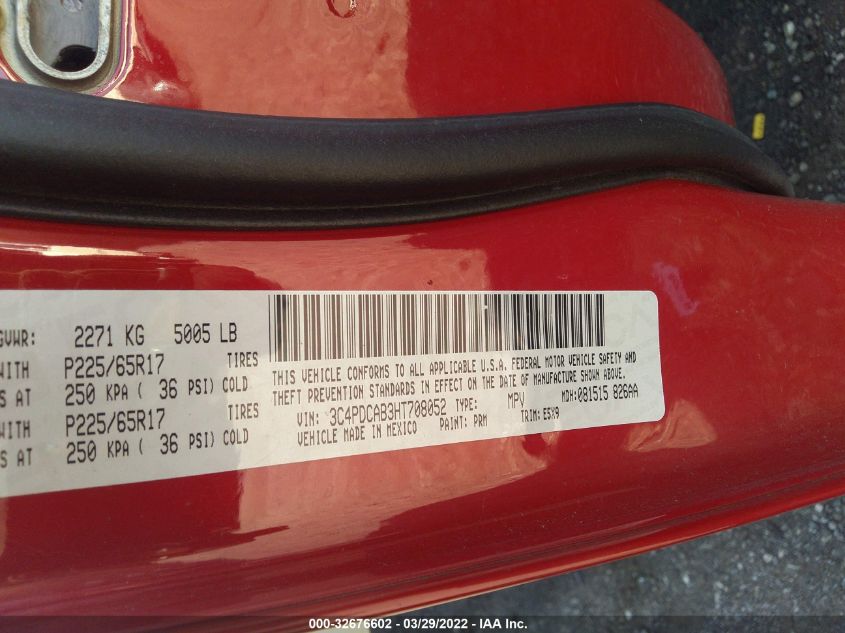 GVWR: 2271 KG 5005 LB
WITH P225/65R17 TIRES
S AT 250 KPA ( 36 PSI) COLD
WITH P225/65R17 TIRES
S AT 250 KPA ( 36 PSI) COLD
THIS VEHICLE CONFORMS TO ALL APPLICABLE U.S.A. FEDERAL MOTOR VEHICLE SAFETY AND
THEFT PREVENTION STANDARDS IN EFFECT ON THE DATE OF MANUFACTURE SHOWN ABOVE.
VIN: 3C4PDCAB3HT708052 TYPE: MPV MDH: 081515 826AA
VEHICLE MADE IN MEXICO PAINT: PRM TRIM: E5X9
000-32676602 - 03/29/2022 - IAA Inc.